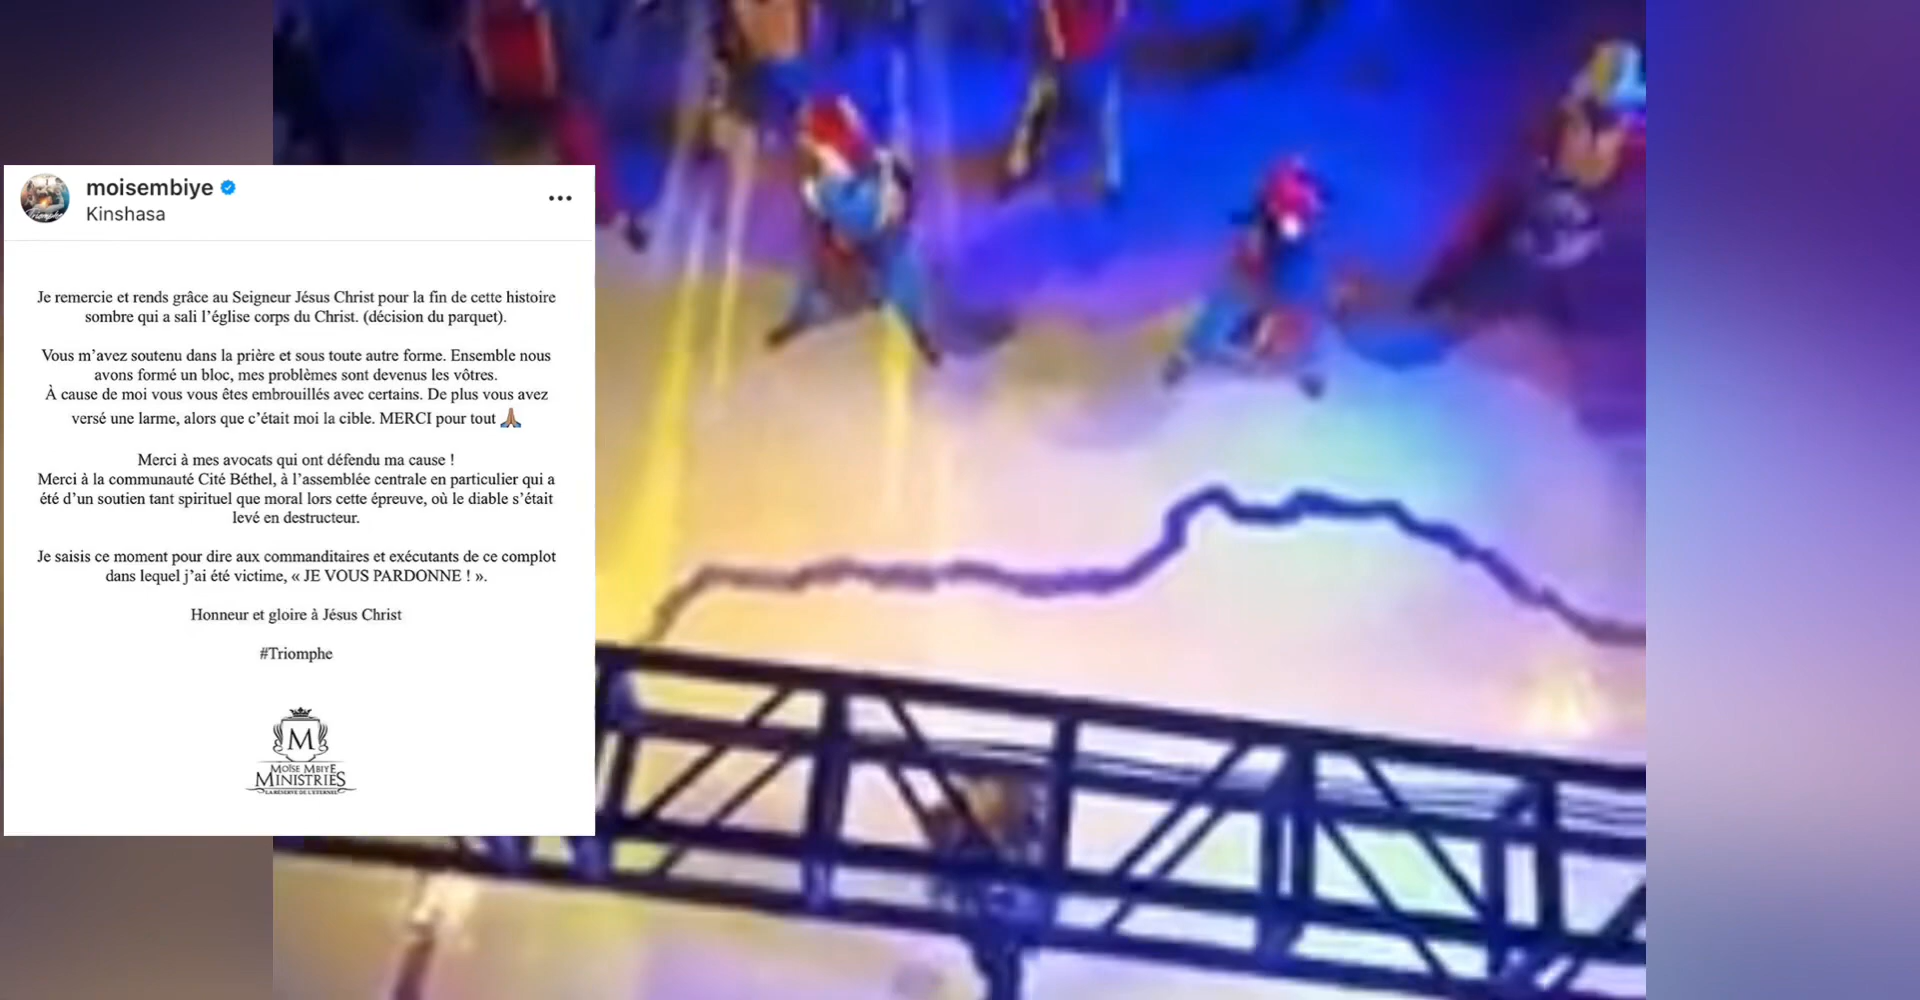 moisembiye
Kinshasa
Je remercie et rends grâce au Seigneur Jésus Christ pour la fin de cette histoire
sombre qui a sali l’église corps du Christ. (décision du parquet).
Vous m’avez soutenu dans la prière et sous toute autre forme. Ensemble nous
avons formé un bloc, mes problèmes sont devenus les vôtres.
À cause de moi vous vous êtes embrouillés avec certains. De plus vous avez
versé une larme, alors que c’était moi la cible. MERCI pour tout 🙏🏽
Merci à mes avocats qui ont défendu ma cause !
Merci à la communauté Cité Béthel, à l’assemblée centrale en particulier qui a
été d’un soutien tant spirituel que moral lors cette épreuve, où le diable s’était
levé en destructeur.
Je saisis ce moment pour dire aux commanditaires et exécutants de ce complot
dans lequel j’ai été victime, « JE VOUS PARDONNE ! ».
Honneur et gloire à Jésus Christ
#Triomphe
M
MOÏSE MBIYE
MINISTRIES
LA RÉSERVE DE L'ETERNEL